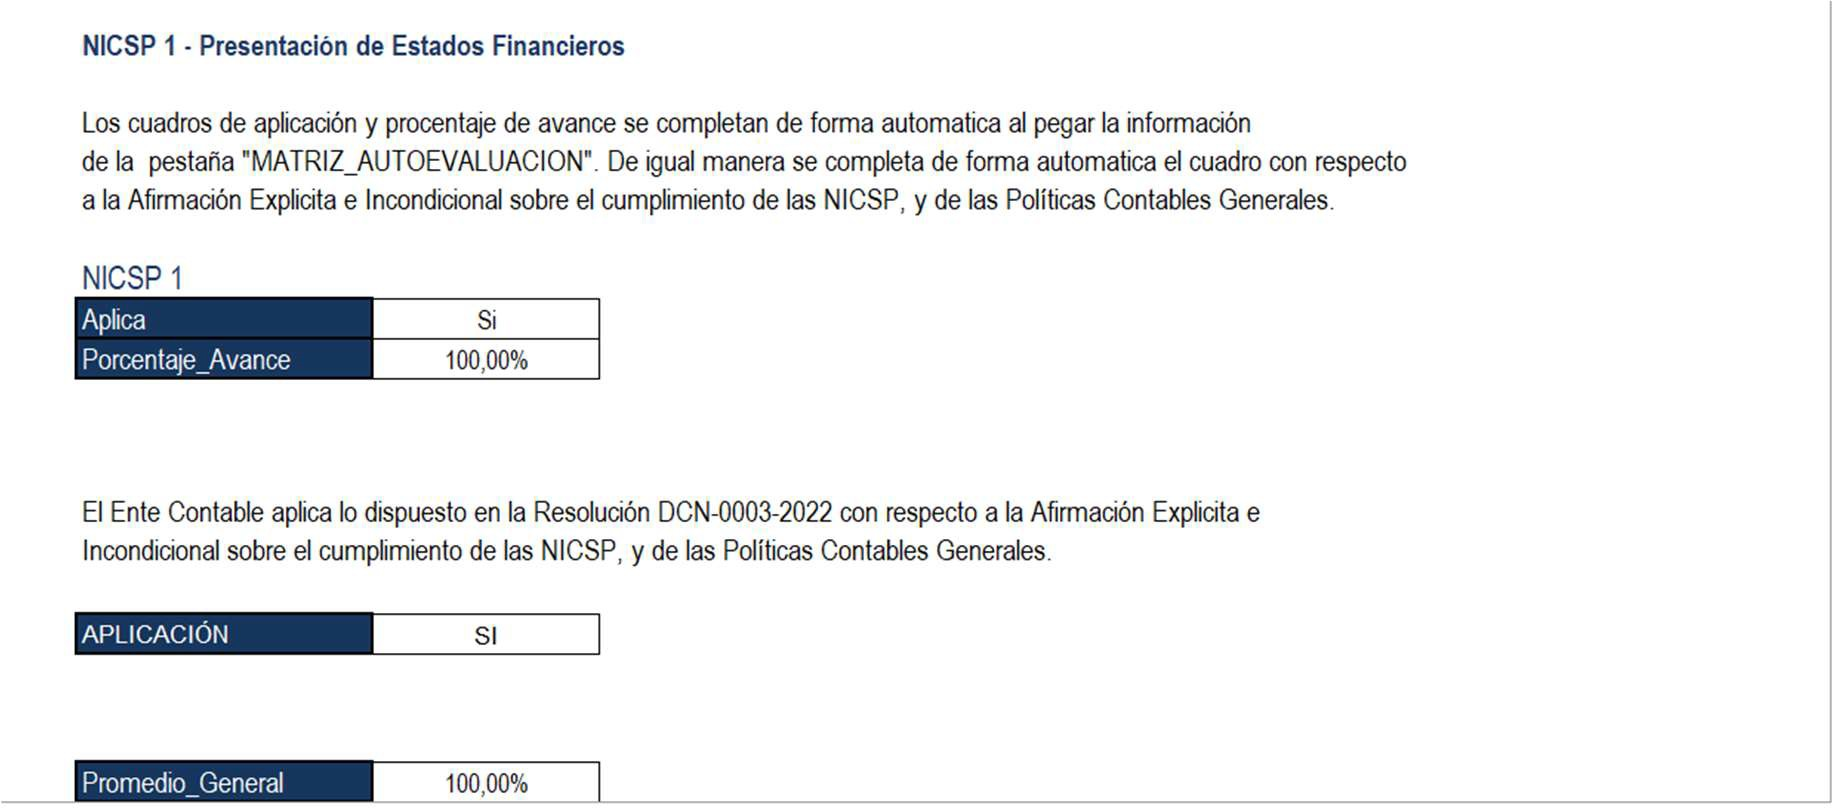 NICSP 1 - Presentación de Estados Financieros
Los cuadros de aplicación y procentaje de avance se completan de forma automatica al pegar la información
de la  pestaña "MATRIZ_AUTOEVALUACION". De igual manera se completa de forma automatica el cuadro con respecto
a la Afirmación Explicita e Incondicional sobre el cumplimiento de las NICSP, y de las Políticas Contables Generales.
NICSP 1
Aplica Si
Porcentaje_Avance 100,00%
El Ente Contable aplica lo dispuesto en la Resolución DCN-0003-2022 con respecto a la Afirmación Explicita e
Incondicional sobre el cumplimiento de las NICSP, y de las Políticas Contables Generales.
APLICACIÓN SI
Promedio_General 100,00%